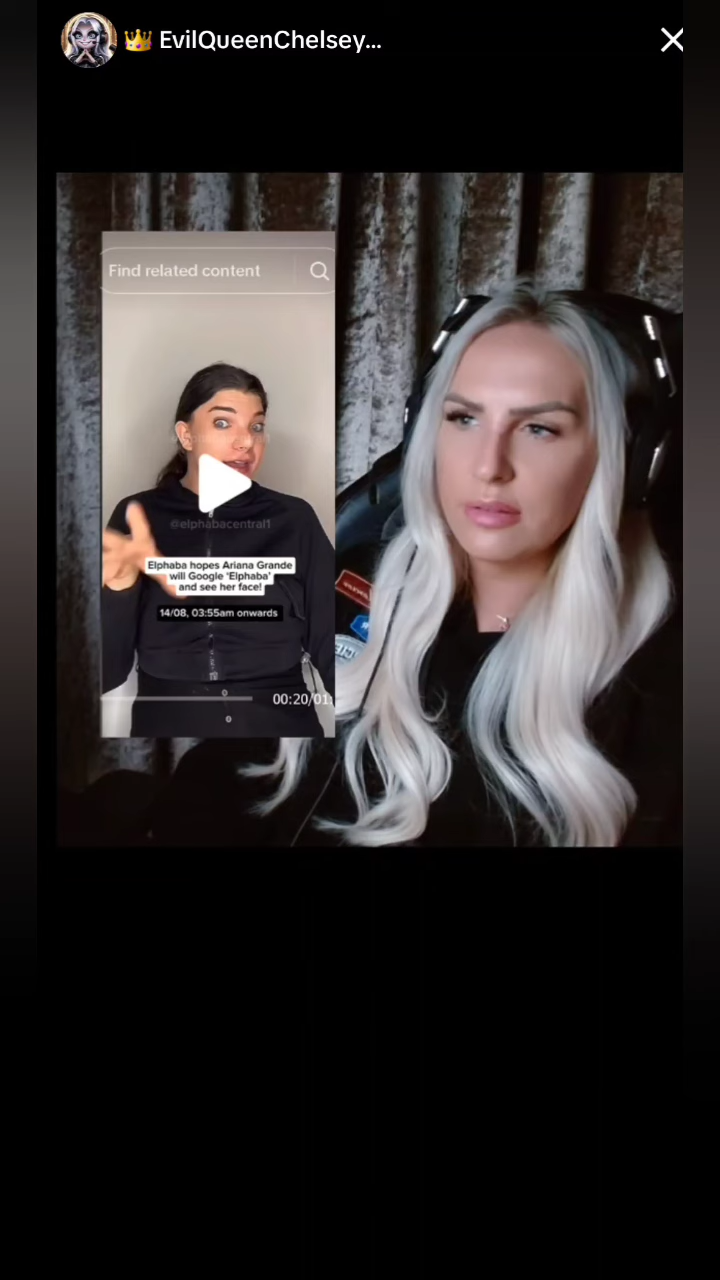 👑 EvilQueenChelsey...
Find related content
@elphabacentral1
Elphaba hopes Ariana Grande
will Google 'Elphaba'
and see her face!
14/08, 03:55am onwards
00:20/01: